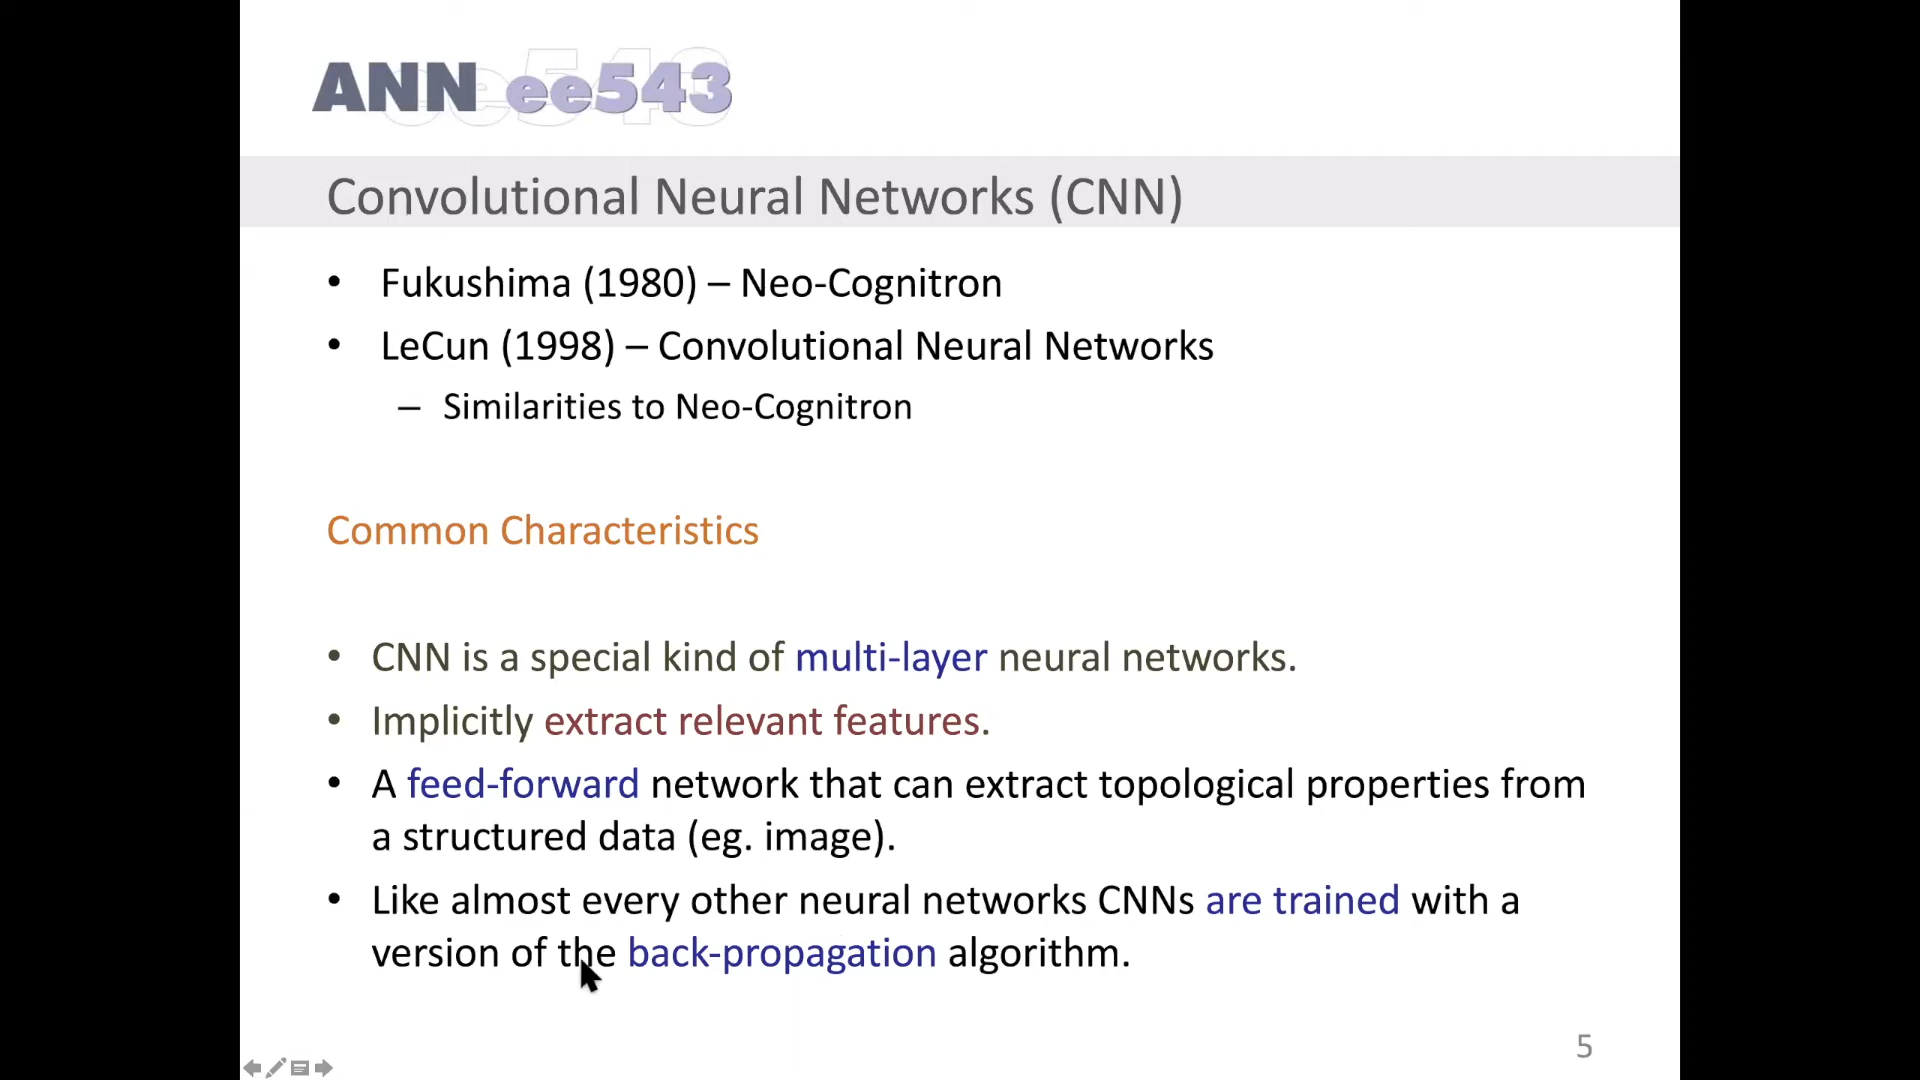 ANN ee543
Convolutional Neural Networks (CNN)
• Fukushima (1980) – Neo-Cognitron
• LeCun (1998) – Convolutional Neural Networks
– Similarities to Neo-Cognitron
Common Characteristics
• CNN is a special kind of multi-layer neural networks.
• Implicitly extract relevant features.
• A feed-forward network that can extract topological properties from
a structured data (eg. image).
• Like almost every other neural networks CNNs are trained with a
version of the back-propagation algorithm.
5